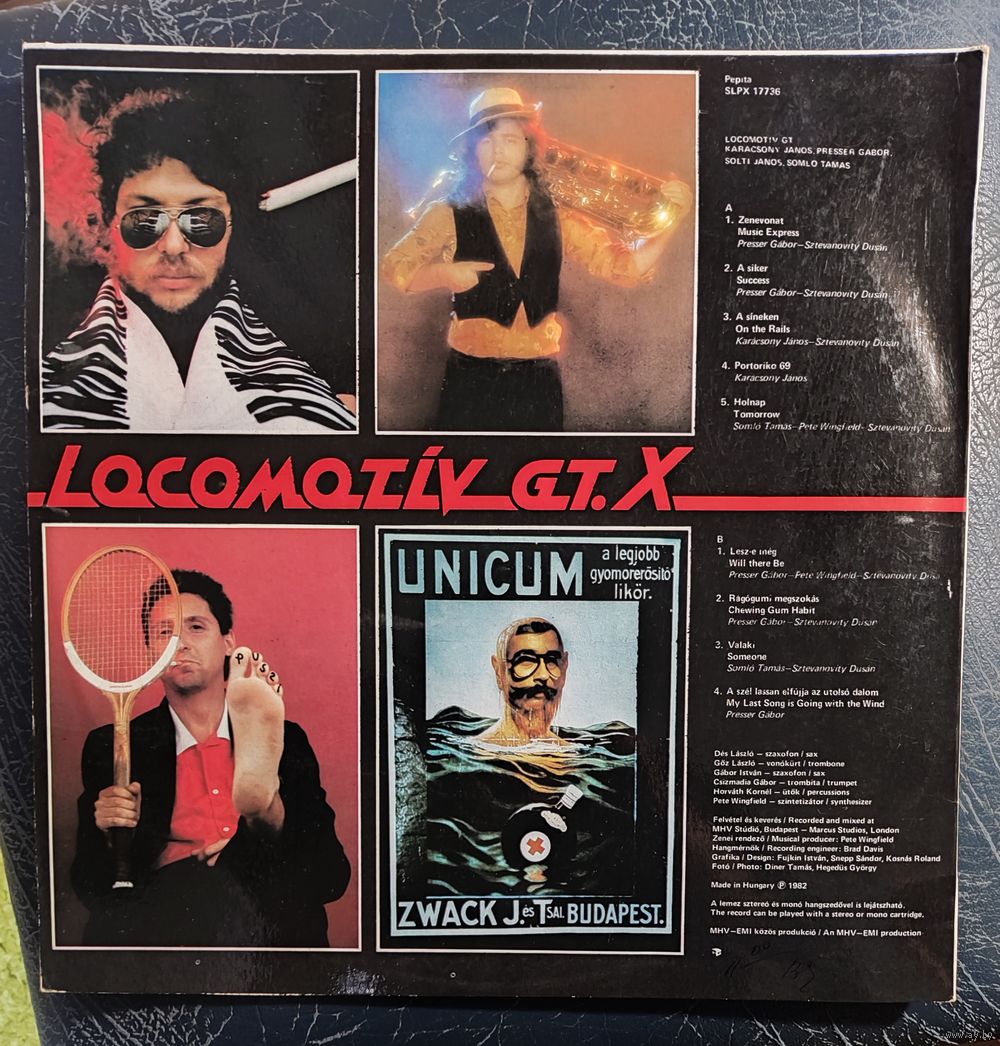 Pepita
SLPX 17736
LOCOMOTIV GT
KARÁCSONY JÁNOS, PRESSER GÁBOR,
SOLTI JÁNOS, SOMLÓ TAMÁS
A
1. Zenevonat
Music Express
Presser Gábor–Sztevanovity Dusán
2. A siker
Success
Presser Gábor–Sztevanovity Dusán
3. A síneken
On the Rails
Karácsony János–Sztevanovity Dusán
4. Portoriko 69
Karácsony János
5. Holnap
Tomorrow
Somló Tamás–Pete Wingfield–Sztevanovity Dusán
LOCOMOTÍV GT. X
PUSZI
UNICUM
a legjobb
gyomorerősítő
likőr.
ZWACK J. és TSAI. BUDAPEST.
B
1. Lesz-e még
Will there Be
Presser Gábor–Pete Wingfield–Sztevanovity Dusán
2. Rágógumi megszokás
Chewing Gum Habit
Presser Gábor–Sztevanovity Dusán
3. Valaki
Someone
Somló Tamás–Sztevanovity Dusán
4. A szél lassan elfújja az utolsó dalom
My Last Song is Going with the Wind
Presser Gábor
Dés László – szaxofon / sax
Gőz László – vonókürt / trombone
Gábor István – szaxofon / sax
Csizmadia Gábor – trombita / trumpet
Horváth Kornél – ütők / percussions
Pete Wingfield – szintetizátor / synthesizer
Felvétel és keverés / Recorded and mixed at
MHV Stúdió, Budapest – Marcus Studios, London
Zenei rendező / Musical producer: Pete Wingfield
Hangmérnök / Recording engineer: Brad Davis
Grafika / Design: Fujkin István, Snepp Sándor, Kosnás Roland
Fotó / Photo: Diner Tamás, Hegedüs György
Made in Hungary ℗ 1982
A lemez sztereó és monó hangszedővel is lejátszható.
The record can be played with a stereo or mono cartridge.
MHV–EMI közös produkció / An MHV–EMI production
www.ay.by